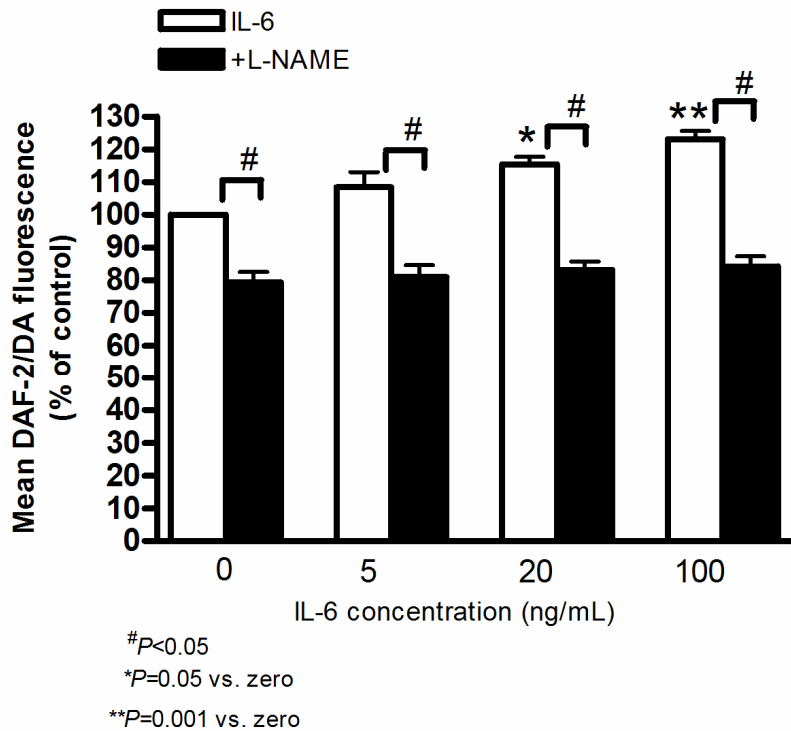 IL-6
+L-NAME
Mean DAF-2/DA fluorescence
(% of control)
130
120
110
100
90
80
70
60
50
40
30
20
10
0
#
#
*
#
**
#
0 5 20 100
IL-6 concentration (ng/mL)
#P<0.05
*P=0.05 vs. zero
**P=0.001 vs. zero